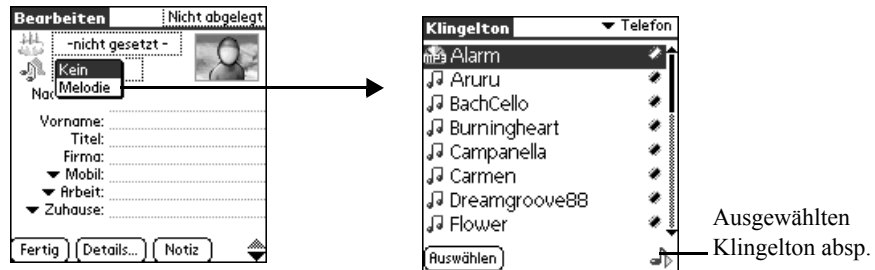 Bearbeiten Nicht abgelegt
-nicht gesetzt -
Kein
Melodie
Nac
Vorname:
Titel:
Firma:
Mobil:
Arbeit:
Zuhause:
Fertig Details... Notiz
Klingelton Telefon
Alarm
Aruru
BachCello
Burningheart
Campanella
Carmen
Dreamgroove88
Flower
Auswählen
Ausgewählten
Klingelton absp.